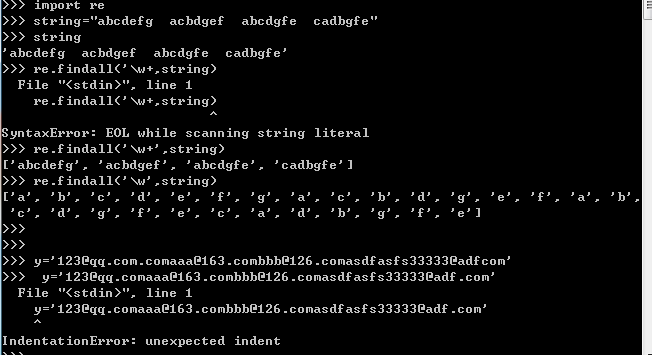 >>> import re
>>> string="abcdefg  acbdgef  abcdgfe  cadbgfe"
>>> string
'abcdefg  acbdgef  abcdgfe  cadbgfe'
>>> re.findall('\w+,string)
  File "<stdin>", line 1
    re.findall('\w+,string)
                          ^
SyntaxError: EOL while scanning string literal
>>> re.findall('\w+',string)
['abcdefg', 'acbdgef', 'abcdgfe', 'cadbgfe']
>>> re.findall('\w',string)
['a', 'b', 'c', 'd', 'e', 'f', 'g', 'a', 'c', 'b', 'd', 'g', 'e', 'f', 'a', 'b',
 'c', 'd', 'g', 'f', 'e', 'c', 'a', 'd', 'b', 'g', 'f', 'e']
>>>
>>>
>>> y='123@qq.com.comaaa@163.combbb@126.comasdfasfs33333@adfcom'
>>>  y='123@qq.com.comaaa@163.combbb@126.comasdfasfs33333@adf.com'
  File "<stdin>", line 1
    y='123@qq.com.comaaa@163.combbb@126.comasdfasfs33333@adf.com'
    ^
IndentationError: unexpected indent
>>>